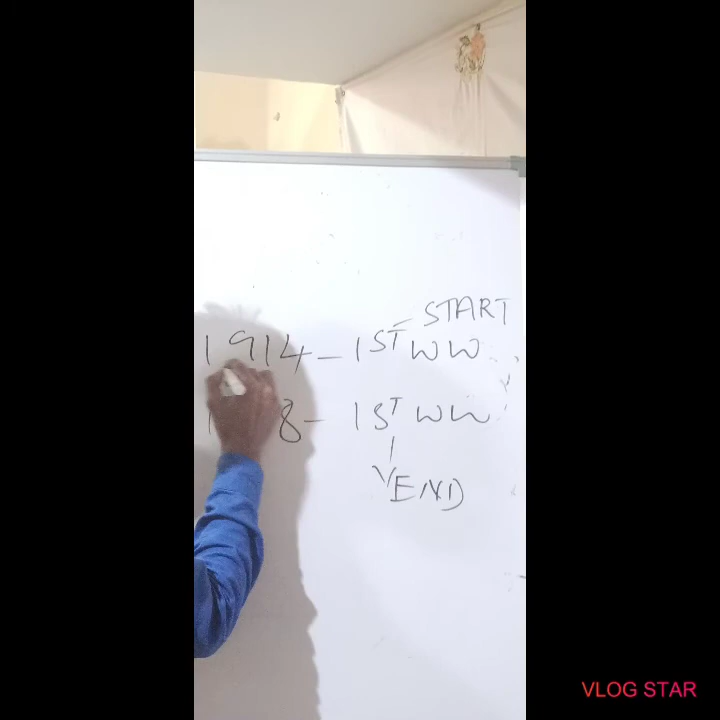 START
1914 - 1ST WW
8 - 1ST WW
END
VLOG STAR